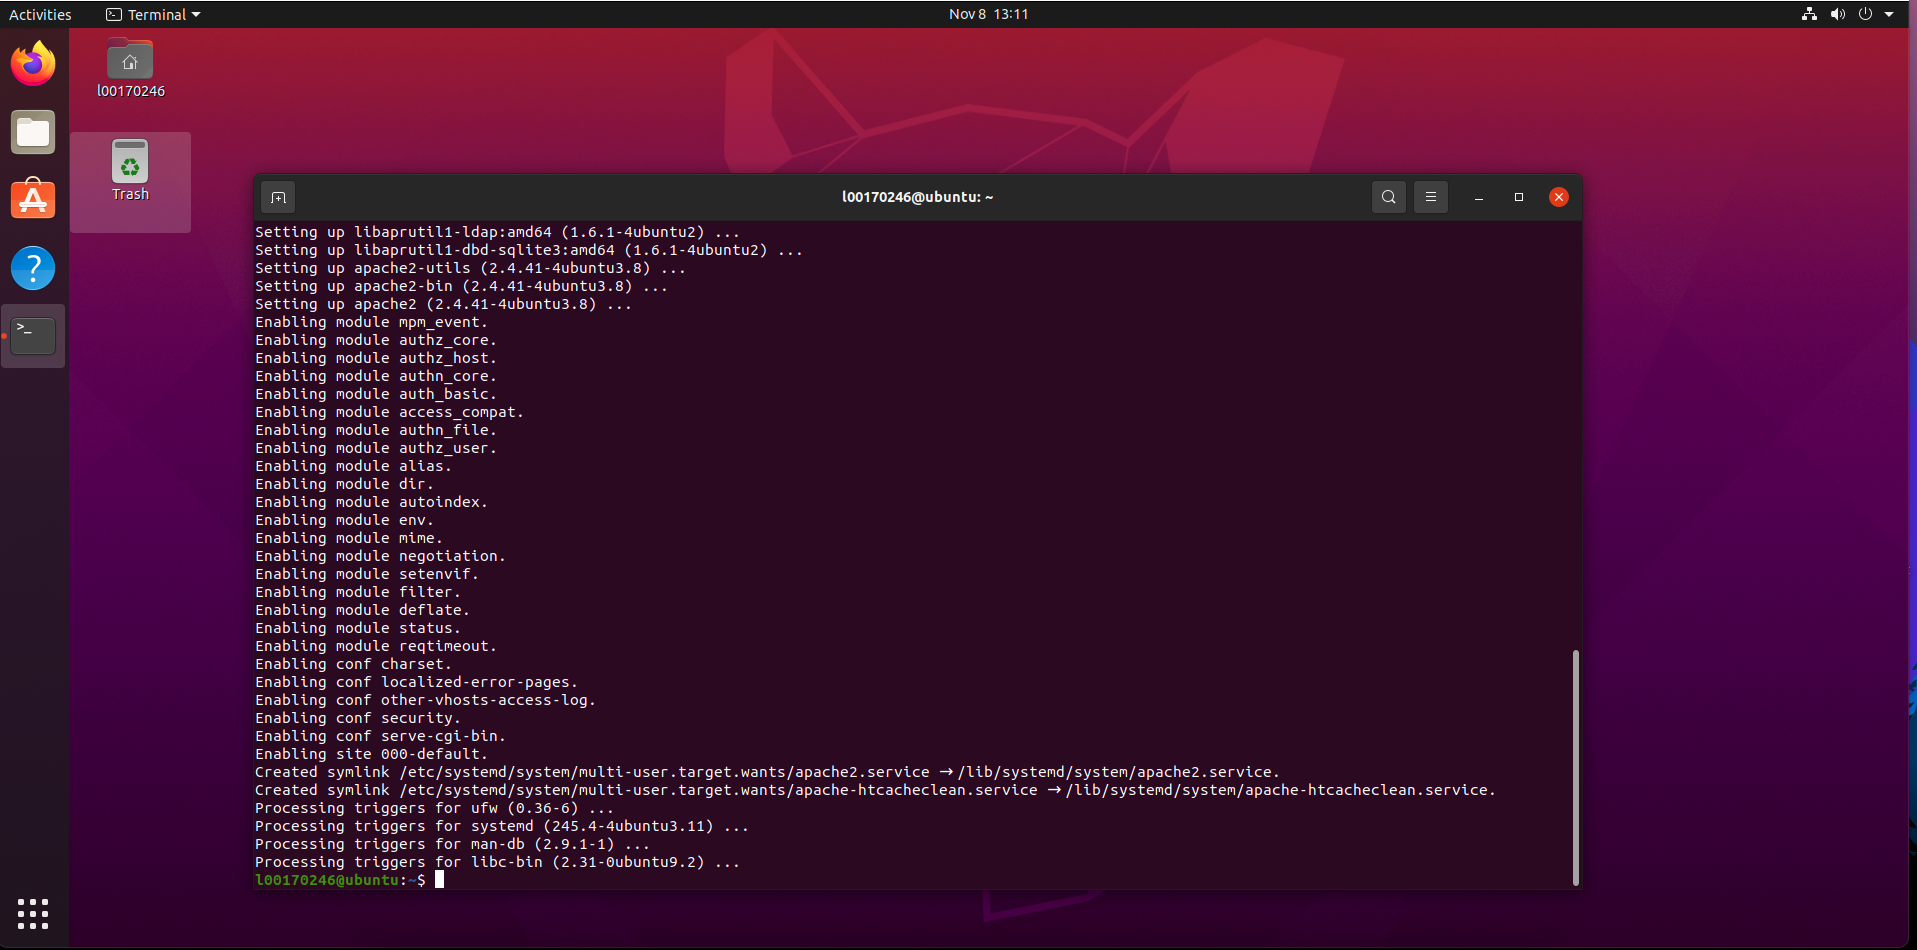 Activities
Terminal
Nov 8 13:11
l00170246
Trash
l00170246@ubuntu: ~
Setting up libaprutil1-ldap:amd64 (1.6.1-4ubuntu2) ...
Setting up libaprutil1-dbd-sqlite3:amd64 (1.6.1-4ubuntu2) ...
Setting up apache2-utils (2.4.41-4ubuntu3.8) ...
Setting up apache2-bin (2.4.41-4ubuntu3.8) ...
Setting up apache2 (2.4.41-4ubuntu3.8) ...
Enabling module mpm_event.
Enabling module authz_core.
Enabling module authz_host.
Enabling module authn_core.
Enabling module auth_basic.
Enabling module access_compat.
Enabling module authn_file.
Enabling module authz_user.
Enabling module alias.
Enabling module dir.
Enabling module autoindex.
Enabling module env.
Enabling module mime.
Enabling module negotiation.
Enabling module setenvif.
Enabling module filter.
Enabling module deflate.
Enabling module status.
Enabling module reqtimeout.
Enabling conf charset.
Enabling conf localized-error-pages.
Enabling conf other-vhosts-access-log.
Enabling conf security.
Enabling conf serve-cgi-bin.
Enabling site 000-default.
Created symlink /etc/systemd/system/multi-user.target.wants/apache2.service → /lib/systemd/system/apache2.service.
Created symlink /etc/systemd/system/multi-user.target.wants/apache-htcacheclean.service → /lib/systemd/system/apache-htcacheclean.service.
Processing triggers for ufw (0.36-6) ...
Processing triggers for systemd (245.4-4ubuntu3.11) ...
Processing triggers for man-db (2.9.1-1) ...
Processing triggers for libc-bin (2.31-0ubuntu9.2) ...
l00170246@ubuntu:~$